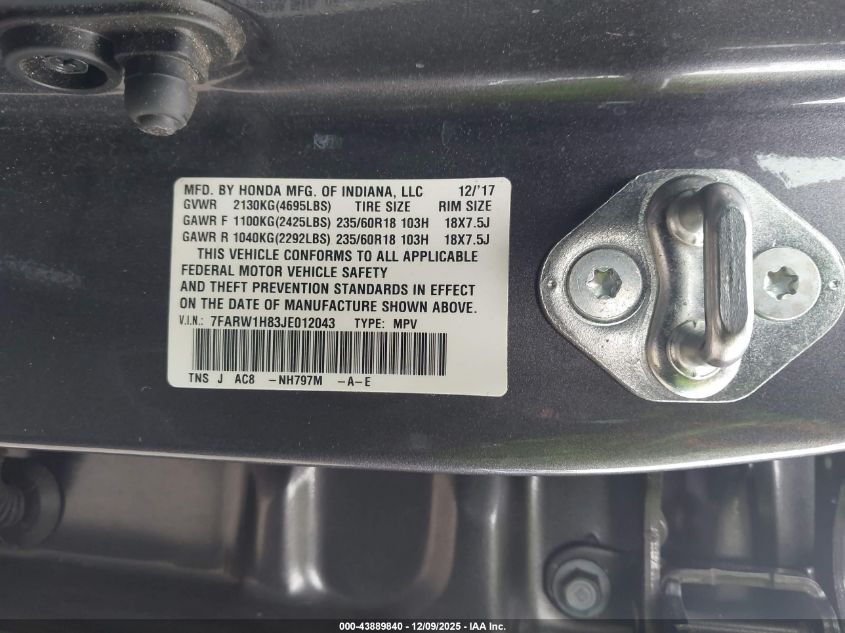 MFD. BY HONDA MFG. OF INDIANA, LLC 12/'17
GVWR 2130KG(4695LBS) TIRE SIZE RIM SIZE
GAWR F 1100KG(2425LBS) 235/60R18 103H 18X7.5J
GAWR R 1040KG(2292LBS) 235/60R18 103H 18X7.5J
THIS VEHICLE CONFORMS TO ALL APPLICABLE
FEDERAL MOTOR VEHICLE SAFETY
AND THEFT PREVENTION STANDARDS IN EFFECT
ON THE DATE OF MANUFACTURE SHOWN ABOVE.
V.I.N.: 7FARW1H83JE012043 TYPE: MPV
TNS J AC8 -NH797M -A-E
000-43889840 / 12/09/2025 - IAA Inc.